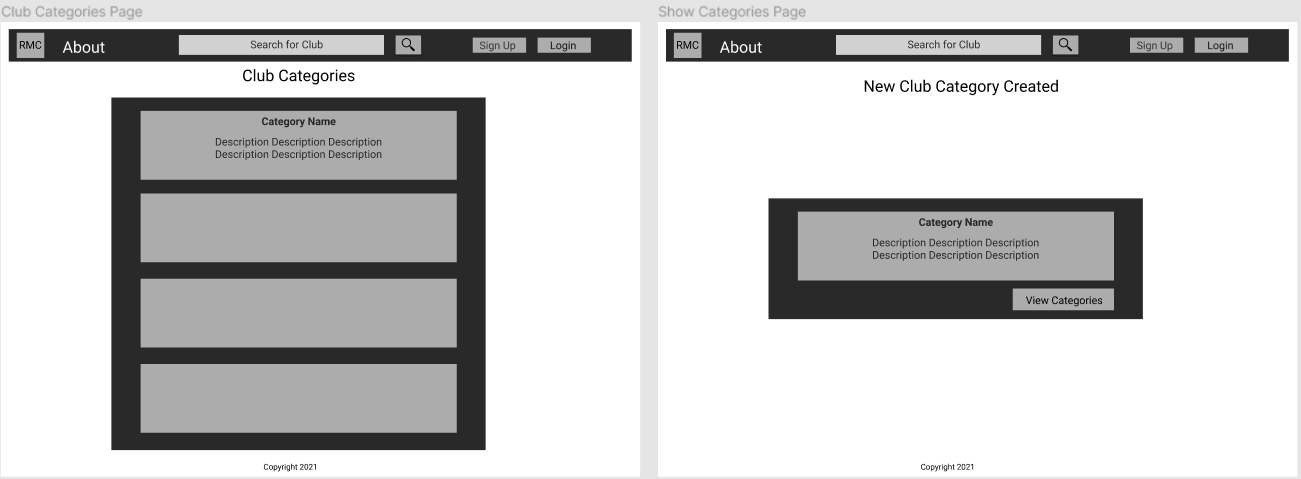 Club Categories Page
RMC About Search for Club Sign Up Login
Club Categories
Category Name
Description Description Description
Description Description Description
Copyright 2021
Show Categories Page
RMC About Search for Club Sign Up Login
New Club Category Created
Category Name
Description Description Description
Description Description Description
View Categories
Copyright 2021